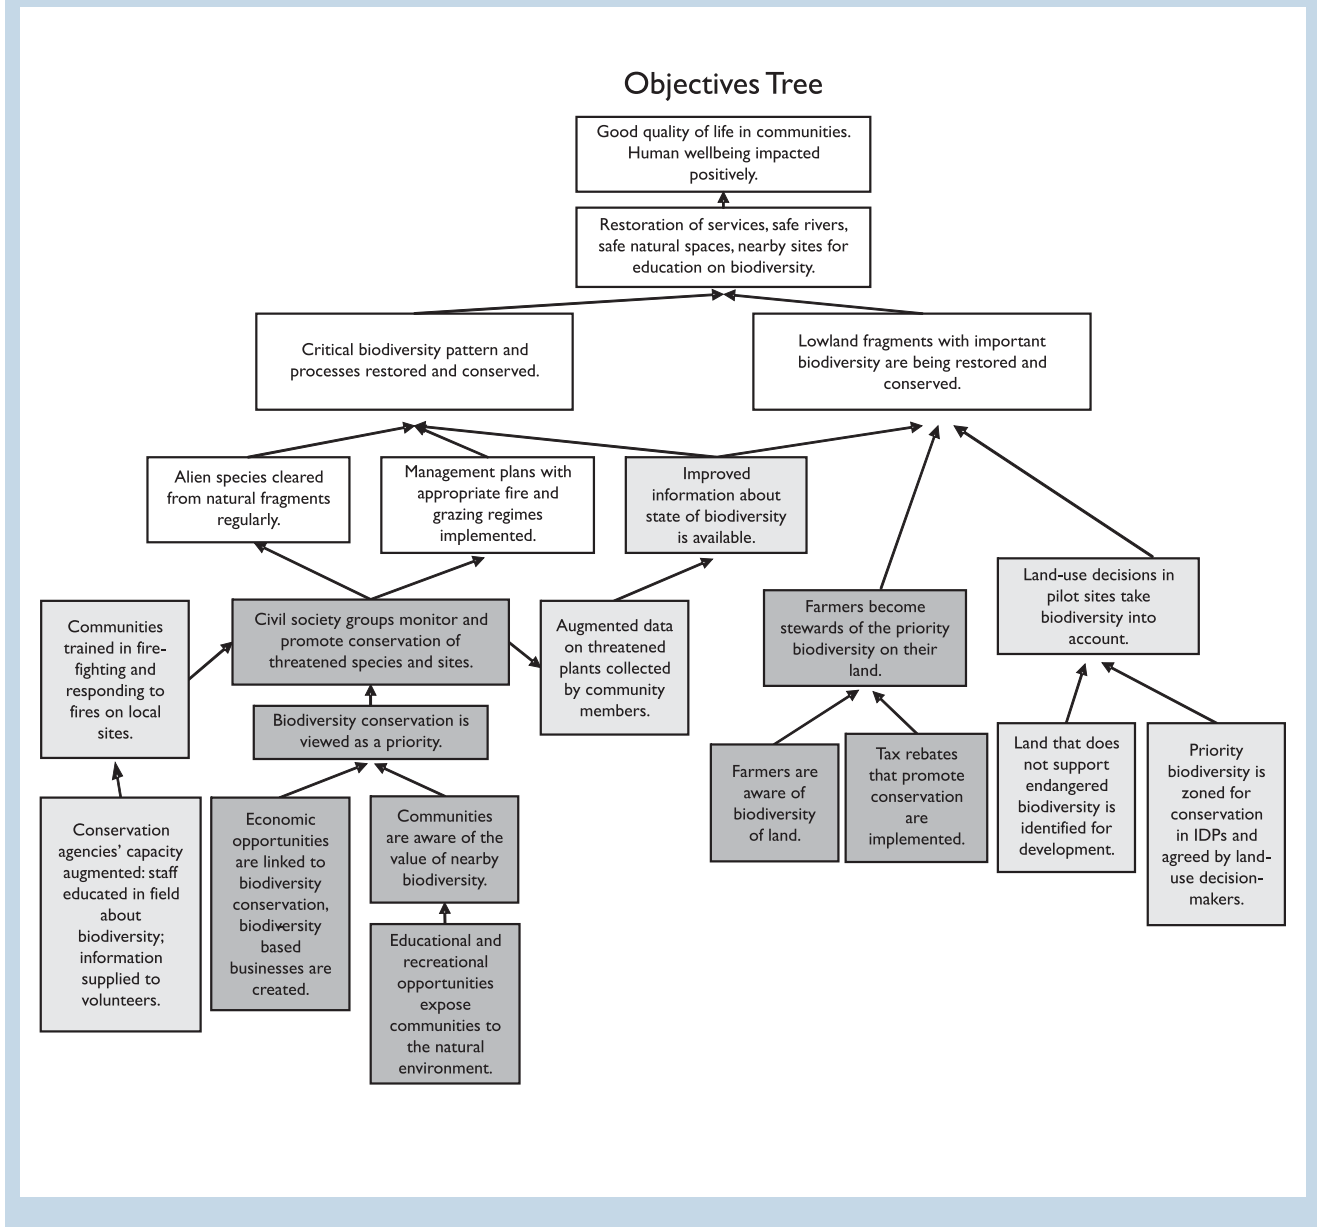 Objectives Tree
Good quality of life in communities.
Human wellbeing impacted
positively.
Restoration of services, safe rivers,
safe natural spaces, nearby sites for
education on biodiversity.
Critical biodiversity pattern and
processes restored and conserved.
Lowland fragments with important
biodiversity are being restored and
conserved.
Alien species cleared
from natural fragments
regularly.
Management plans with
appropriate fire and
grazing regimes
implemented.
Improved
information about
state of biodiversity
is available.
Communities
trained in fire-
fighting and
responding to
fires on local
sites.
Civil society groups monitor and
promote conservation of
threatened species and sites.
Augmented data
on threatened
plants collected
by community
members.
Farmers become
stewards of the priority
biodiversity on their
land.
Land-use decisions in
pilot sites take
biodiversity into
account.
Biodiversity conservation is
viewed as a priority.
Farmers are
aware of
biodiversity
of land.
Tax rebates
that promote
conservation
are
implemented.
Land that does
not support
endangered
biodiversity is
identified for
development.
Priority
biodiversity is
zoned for
conservation
in IDPs and
agreed by land-
use decision-
makers.
Conservation
agencies’ capacity
augmented: staff
educated in field
about
biodiversity;
information
supplied to
volunteers.
Economic
opportunities
are linked to
biodiversity
conservation,
biodiversity
based
businesses are
created.
Communities
are aware of the
value of nearby
biodiversity.
Educational and
recreational
opportunities
expose
communities to
the natural
environment.